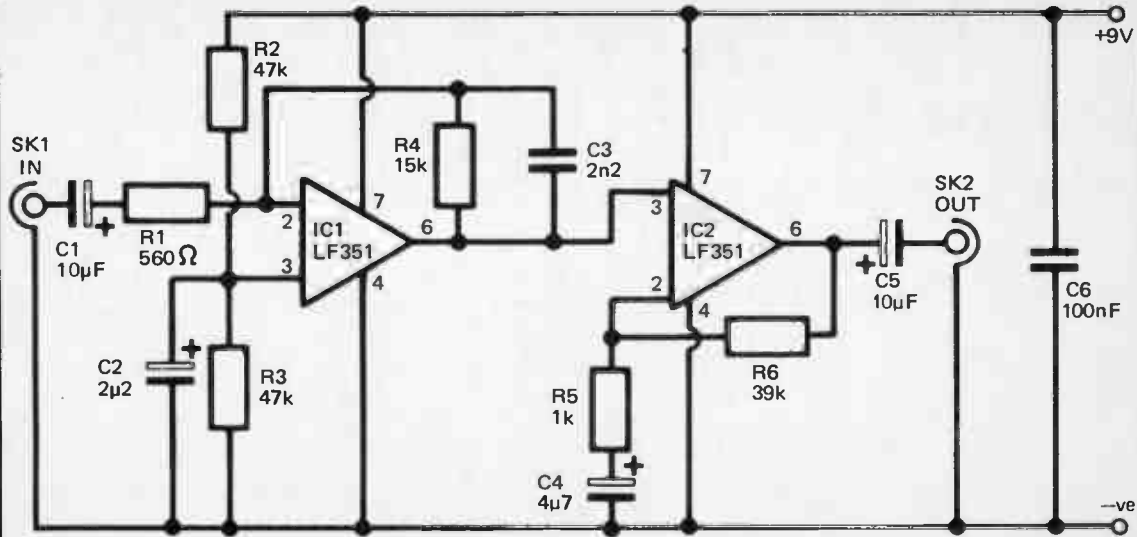 +9V
R2
47k
SK1
IN
C1
10µF
+
R1
560Ω
2
3
7
4
6
IC1
LF351
R4
15k
C3
2n2
C2
2µ2
+
R3
47k
3
2
7
4
6
IC2
LF351
R6
39k
R5
1k
C4
4µ7
+
+
C5
10µF
SK2
OUT
C6
100nF
–ve